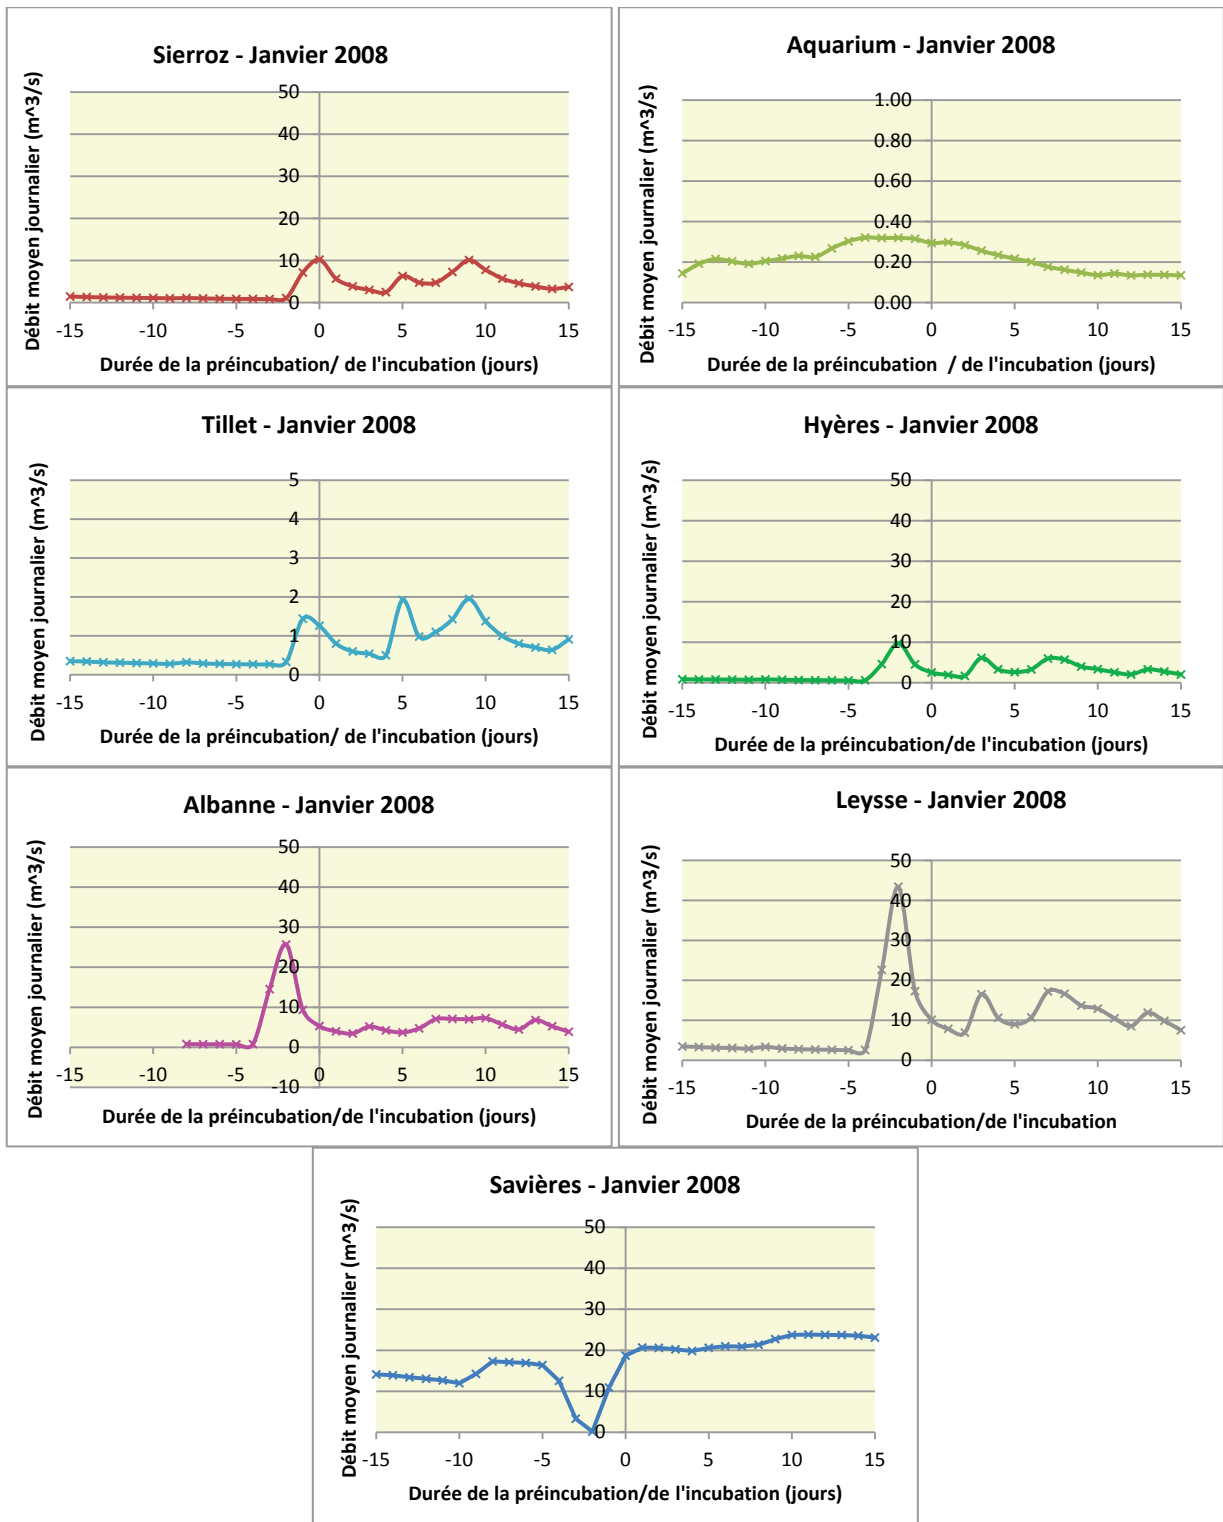 Sierroz - Janvier 2008
Débit moyen journalier (m^3/s)
50
40
30
20
10
0
-15 -10 -5 0 5 10 15
Durée de la préincubation/ de l'incubation (jours)
Aquarium - Janvier 2008
Débit moyen journalier (m^3/s)
1.00
0.80
0.60
0.40
0.20
0.00
-15 -10 -5 0 5 10 15
Durée de la préincubation / de l'incubation (jours)
Tillet - Janvier 2008
Débit moyen journalier (m^3/s)
5
4
3
2
1
0
-15 -10 -5 0 5 10 15
Durée de la préincubation/ de l'incubation (jours)
Hyères - Janvier 2008
Débit moyen journalier (m^3/s)
50
40
30
20
10
0
-15 -10 -5 0 5 10 15
Durée de la préincubation/de l'incubation (jours)
Albanne - Janvier 2008
Débit moyen journalier (m^3/s)
50
40
30
20
10
0
-10
-15 -10 -5 0 5 10 15
Durée de la préincubation/de l'incubation (jours)
Leysse - Janvier 2008
Débit moyen journalier (m^3/s)
50
40
30
20
10
0
-15 -10 -5 0 5 10 15
Durée de la préincubation/de l'incubation
Savières - Janvier 2008
Débit moyen journalier (m^3/s)
50
40
30
20
10
0
-15 -10 -5 0 5 10 15
Durée de la préincubation/de l'incubation (jours)